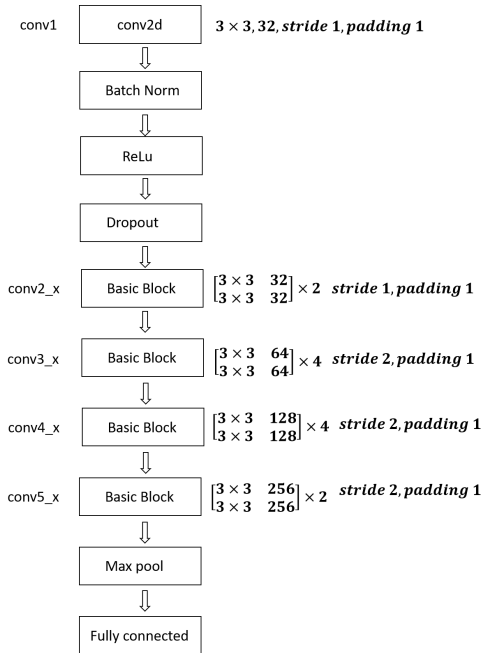 conv1 conv2d 3 × 3, 32, stride 1, padding 1
Batch Norm
ReLu
Dropout
conv2_x Basic Block [3 × 3 32
3 × 3 32] × 2 stride 1, padding 1
conv3_x Basic Block [3 × 3 64
3 × 3 64] × 4 stride 2, padding 1
conv4_x Basic Block [3 × 3 128
3 × 3 128] × 4 stride 2, padding 1
conv5_x Basic Block [3 × 3 256
3 × 3 256] × 2 stride 2, padding 1
Max pool
Fully connected